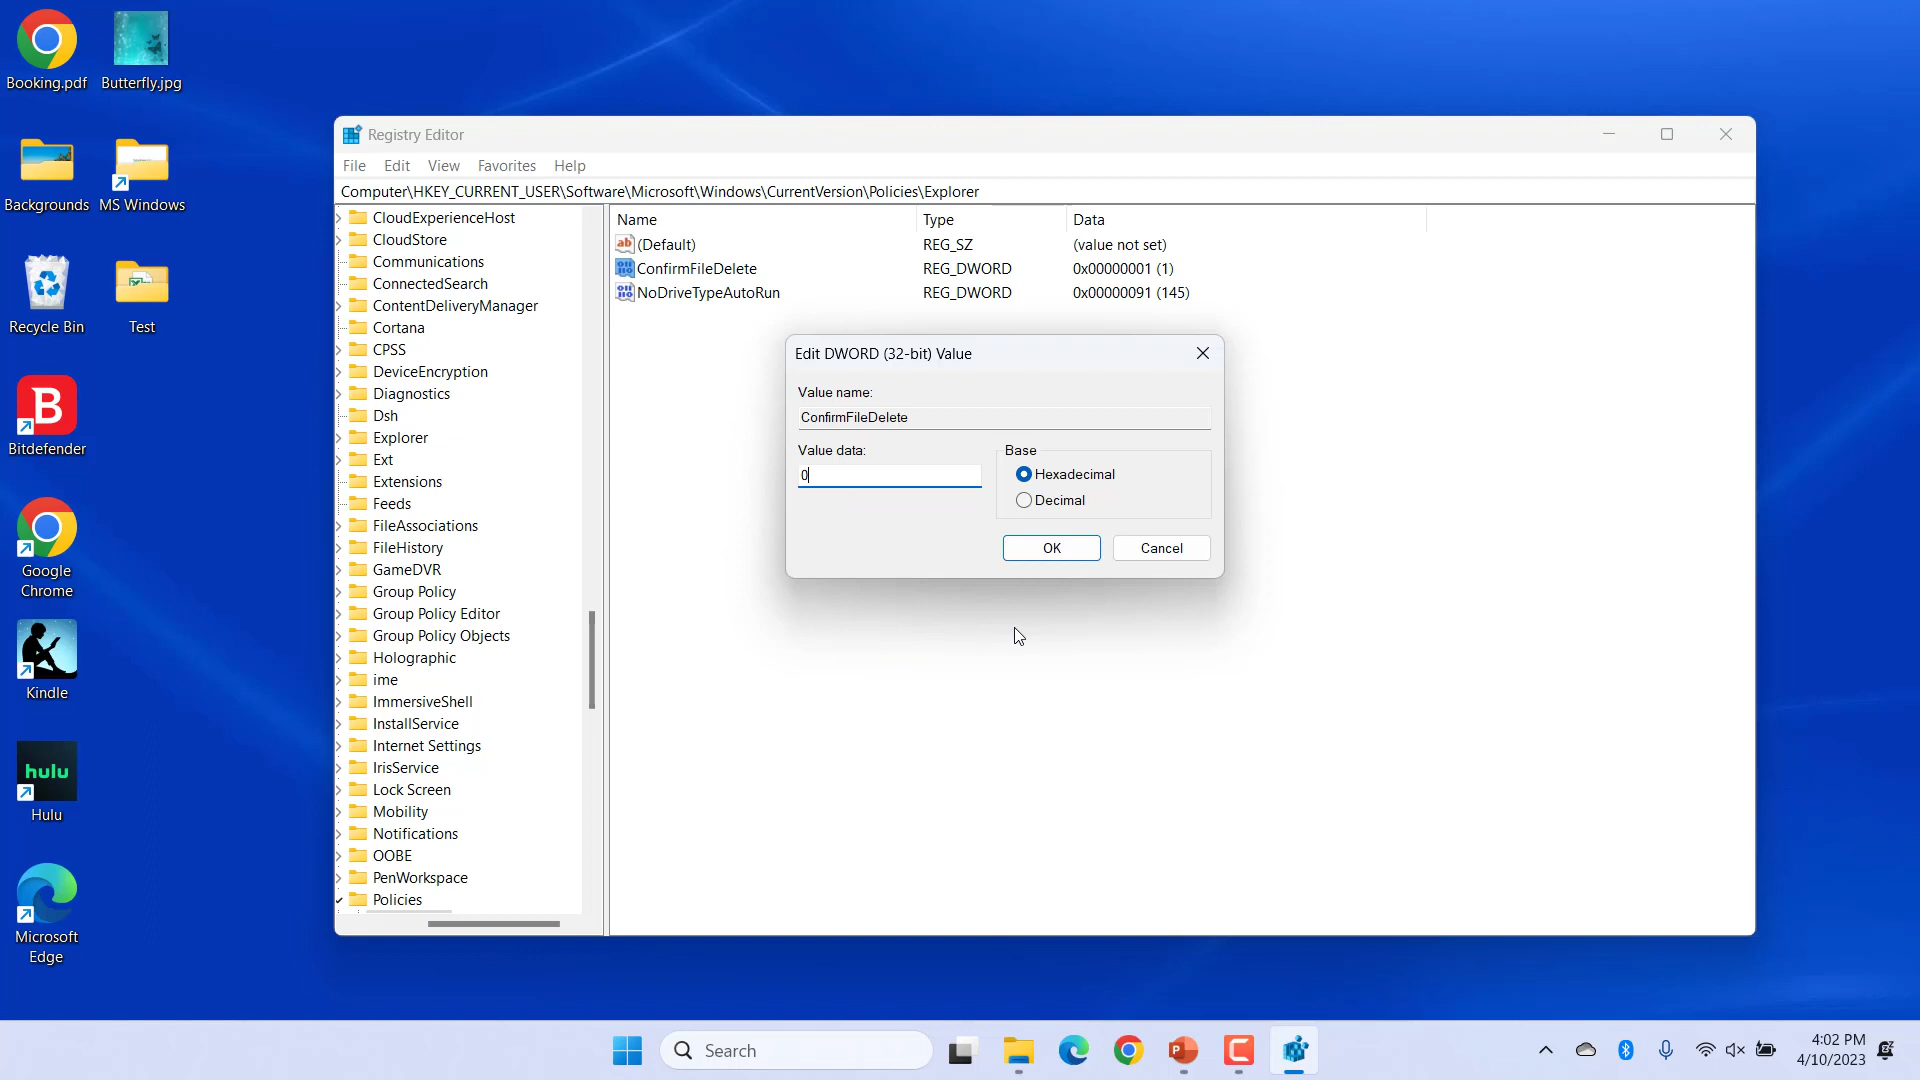 Booking.pdf
Butterfly.jpg
Backgrounds
MS Windows
Recycle Bin
Test
Bitdefender
Google
Chrome
Kindle
hulu
Hulu
Microsoft
Edge
Registry Editor
File Edit View Favorites Help
Computer\HKEY_CURRENT_USER\Software\Microsoft\Windows\CurrentVersion\Policies\Explorer
CloudExperienceHost
CloudStore
Communications
ConnectedSearch
ContentDeliveryManager
Cortana
CPSS
DeviceEncryption
Diagnostics
Dsh
Explorer
Ext
Extensions
Feeds
FileAssociations
FileHistory
GameDVR
Group Policy
Group Policy Editor
Group Policy Objects
Holographic
ime
ImmersiveShell
InstallService
Internet Settings
IrisService
Lock Screen
Mobility
Notifications
OOBE
PenWorkspace
Policies
Name Type Data
(Default) REG_SZ (value not set)
ConfirmFileDelete REG_DWORD 0x00000001 (1)
NoDriveTypeAutoRun REG_DWORD 0x00000091 (145)
Edit DWORD (32-bit) Value
Value name:
ConfirmFileDelete
Value data:
0
Base
Hexadecimal
Decimal
OK Cancel
Search
4:02 PM
4/10/2023